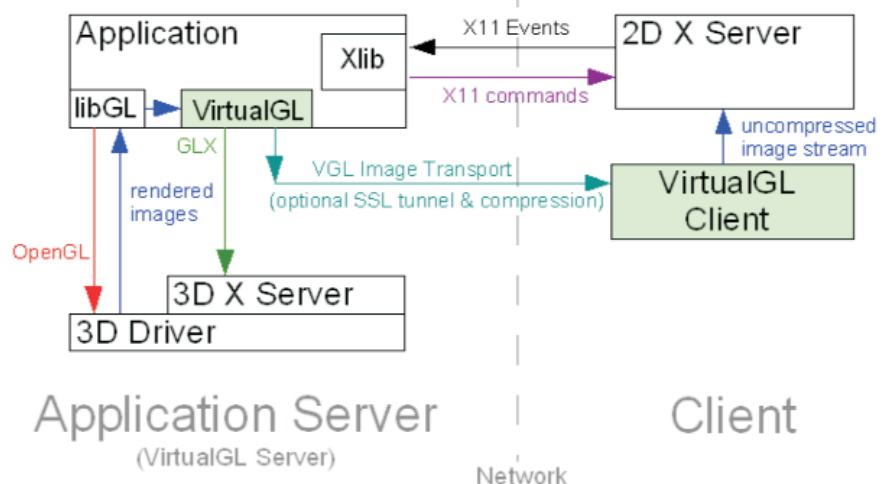 Application
Xlib
libGL
VirtualGL
X11 Events
X11 commands
2D X Server
uncompressed
image stream
GLX
VGL Image Transport
(optional SSL tunnel & compression)
VirtualGL
Client
rendered
images
OpenGL
3D X Server
3D Driver
Application Server
(VirtualGL Server)
Network
Client